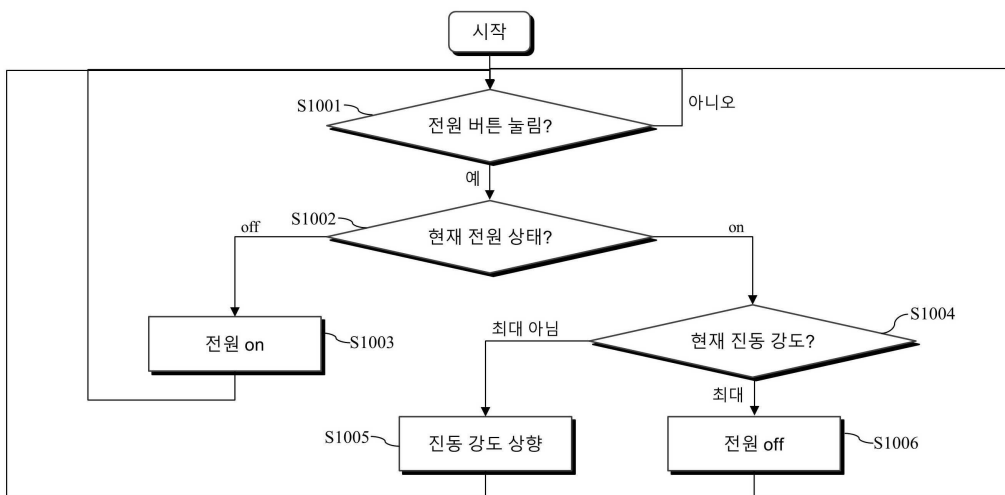 시작
S1001
전원 버튼 눌림?
아니오
예
S1002
off
현재 전원 상태?
on
전원 on
S1003
최대 아님
현재 진동 강도?
S1004
최대
S1005
진동 강도 상향
전원 off
S1006